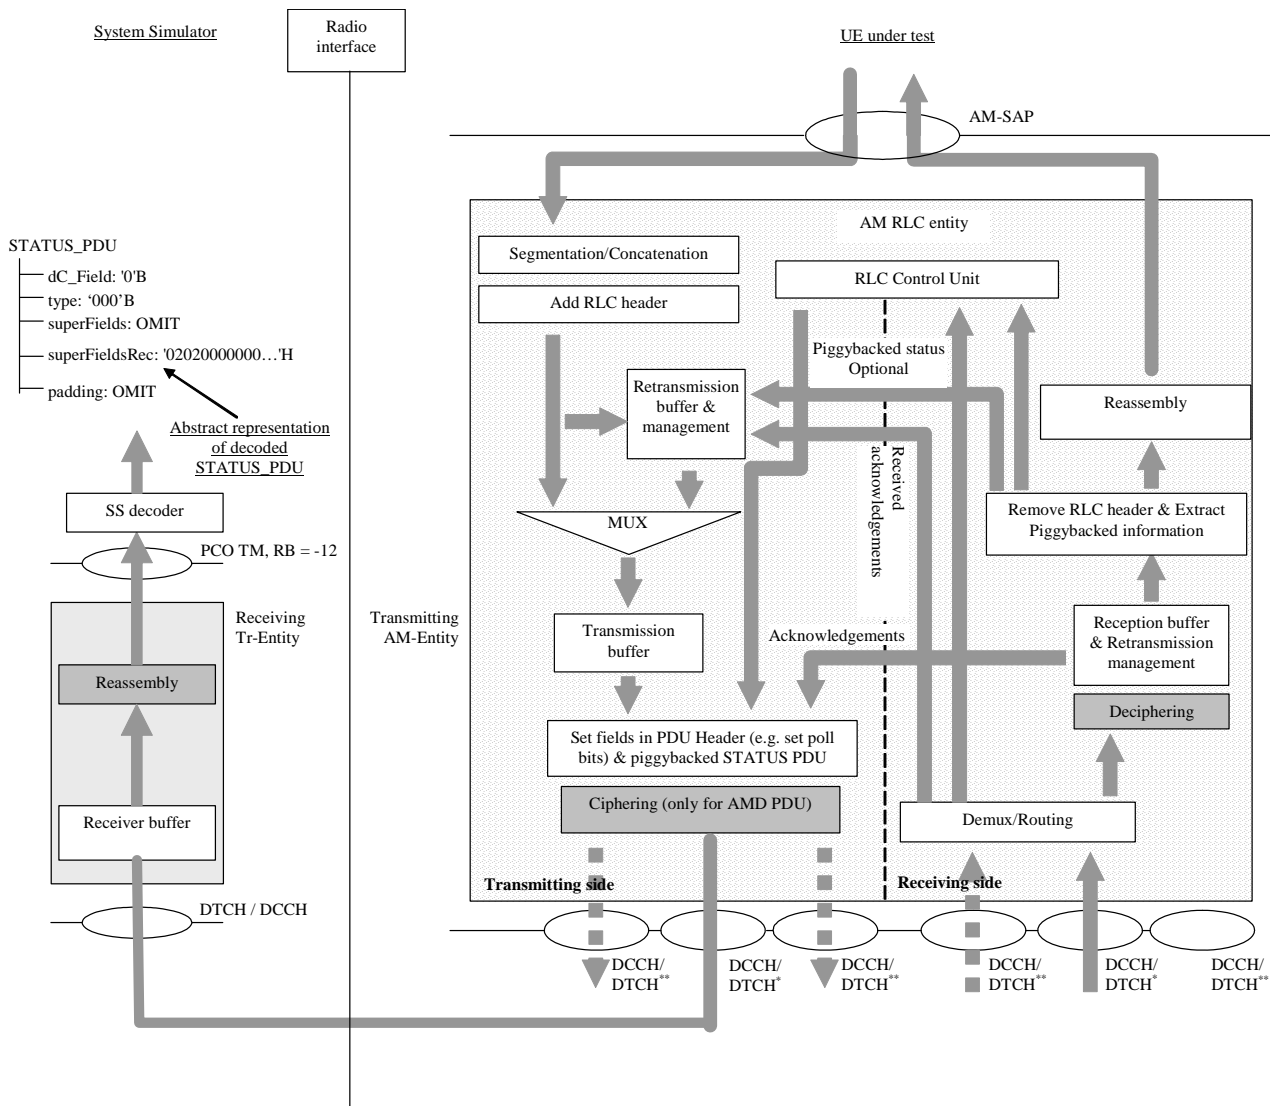 System Simulator
Radio
interface
UE under test
AM-SAP
AM RLC entity
STATUS_PDU
dC_Field: '0'B
type: ‘000’B
superFields: OMIT
superFieldsRec: '02020000000…'H
padding: OMIT
Abstract representation
of decoded
STATUS_PDU
SS decoder
PCO TM, RB = -12
Receiving
Tr-Entity
Reassembly
Receiver buffer
DTCH / DCCH
Transmitting
AM-Entity
Segmentation/Concatenation
Add RLC header
RLC Control Unit
Piggybacked status
Optional
Retransmission
buffer &
management
Received
acknowledgements
Reassembly
MUX
Remove RLC header & Extract
Piggybacked information
Transmission
buffer
Acknowledgements
Reception buffer
& Retransmission
management
Deciphering
Set fields in PDU Header (e.g. set poll
bits) & piggybacked STATUS PDU
Ciphering (only for AMD PDU)
Demux/Routing
Transmitting side
Receiving side
DCCH/
DTCH**
DCCH/
DTCH*
DCCH/
DTCH**
DCCH/
DTCH**
DCCH/
DTCH*
DCCH/
DTCH**